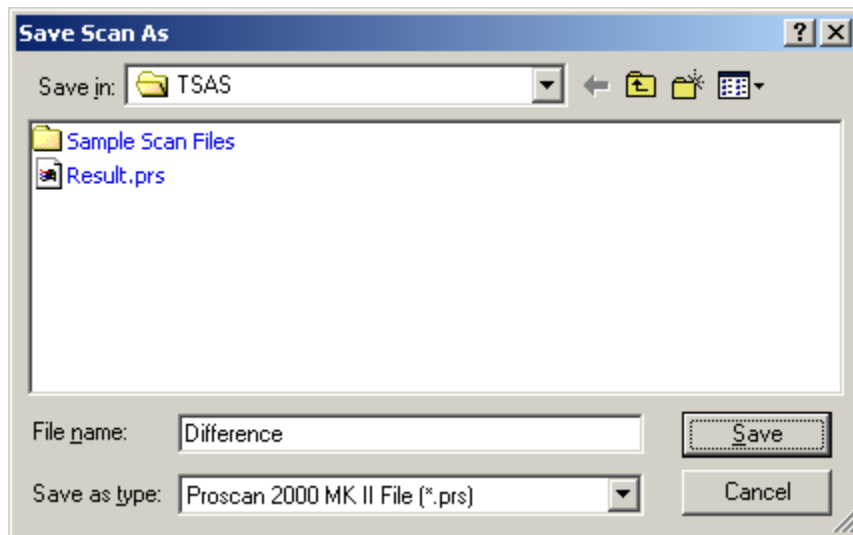 Save Scan As
Save in: TSAS
Sample Scan Files
Result.prs
File name: Difference Save
Save as type: Proscan 2000 MK II File (*.prs) Cancel